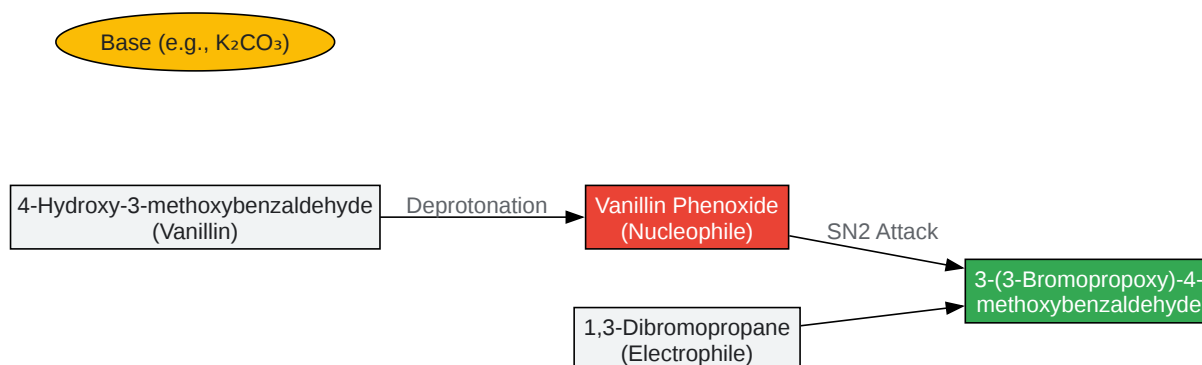 Base (e.g., K₂CO₃)
4-Hydroxy-3-methoxybenzaldehyde
(Vanillin)
Deprotonation
Vanillin Phenoxide
(Nucleophile)
SN2 Attack
3-(3-Bromopropoxy)-4-
methoxybenzaldehyde
1,3-Dibromopropane
(Electrophile)